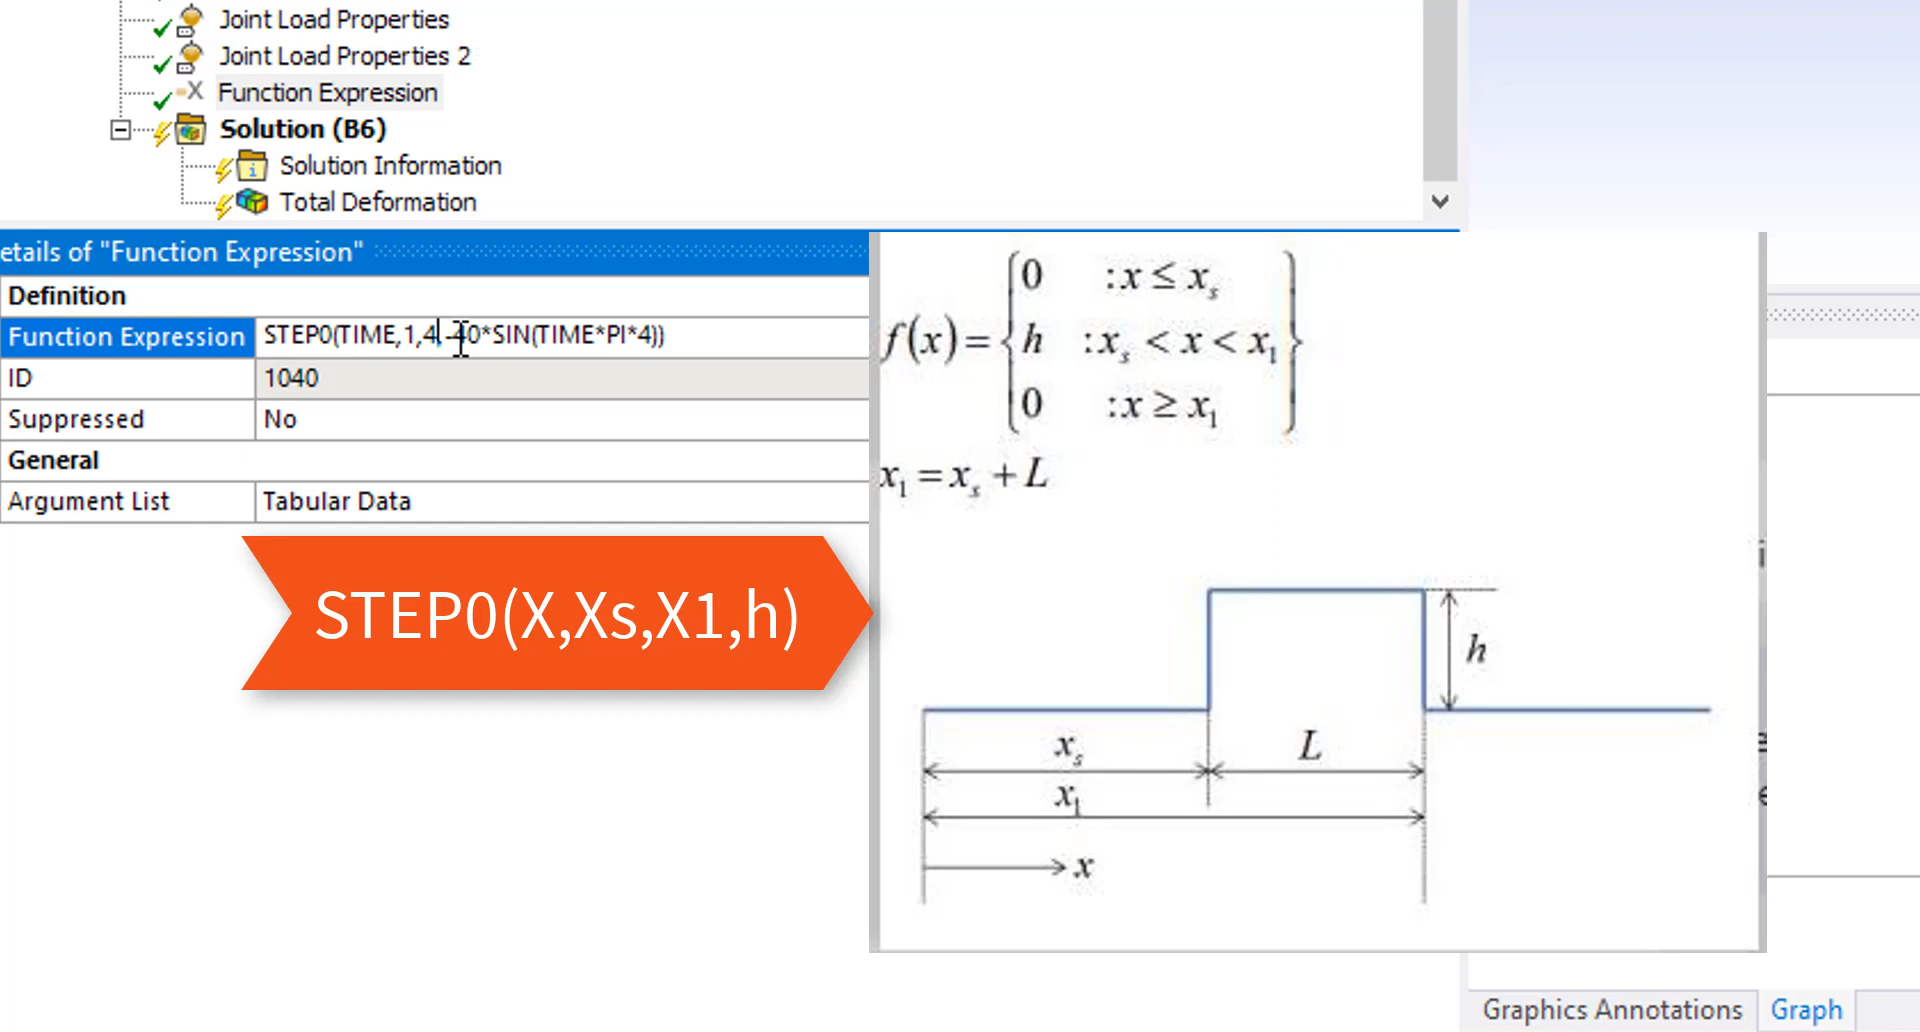 Joint Load Properties
Joint Load Properties 2
Function Expression
Solution (B6)
Solution Information
Total Deformation
etails of "Function Expression"
Definition
Function Expression STEP0(TIME,1,4,-40*SIN(TIME*PI*4))
ID 1040
Suppressed No
General
Argument List Tabular Data
STEP0(X,Xs,X1,h)
f(x) = {0 : x ≤ xₛ
h : xₛ < x < x₁
0 : x ≥ x₁}
x₁ = xₛ + L
h
xₛ L
x₁
x
Graphics Annotations Graph